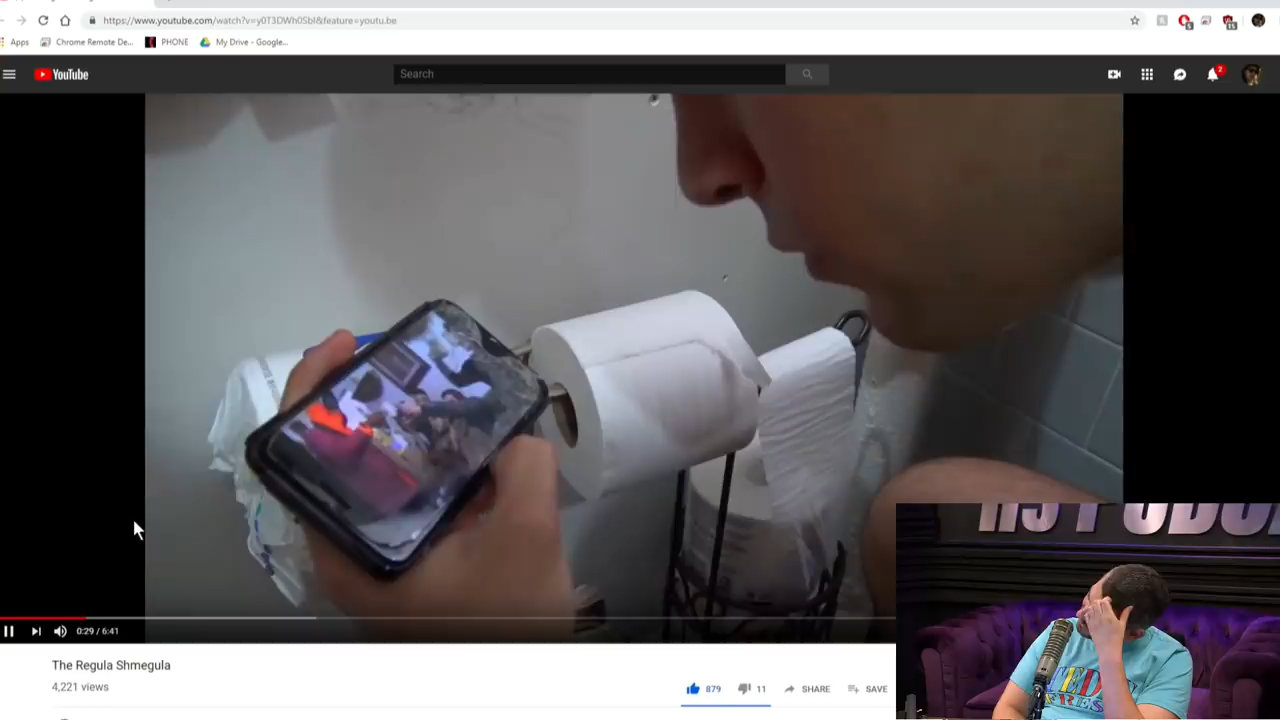 https://www.youtube.com/watch?v=y0T3DWh0SbI&feature=youtu.be
Apps Chrome Remote De... PHONE My Drive - Google...
YouTube Search 2
0:29 / 6:41
The Regula Shmegula
4,221 views 879 11 SHARE SAVE